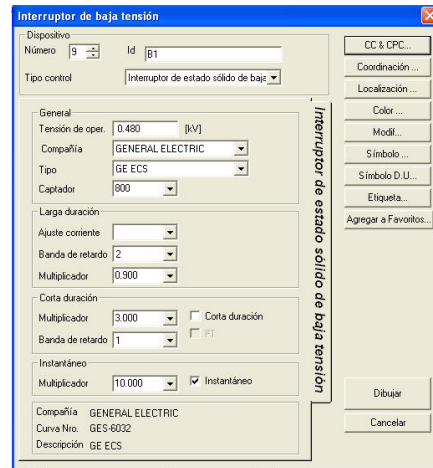 Interruptor de baja tensión
Dispositivo
Número 9 Id B1
Tipo control Interruptor de estado sólido de baja
General
Tensión de oper. 0.480 [kV]
Compañía GENERAL ELECTRIC
Tipo GE ECS
Captador 800
Larga duración
Ajuste corriente
Banda de retardo 2
Multiplicador 0.900
Corta duración
Multiplicador 3.000 Corta duración
Banda de retardo 1 I²T
Instantáneo
Multiplicador 10.000 Instantáneo
Compañía GENERAL ELECTRIC
Curva Nro. GES-6032
Descripción GE ECS
Interruptor de estado sólido de baja tensión
CC & CPC...
Coordinación ...
Localización ...
Color ...
Modif...
Símbolo ...
Símbolo D.U...
Etiqueta...
Agregar a Favoritos...
Dibujar
Cancelar